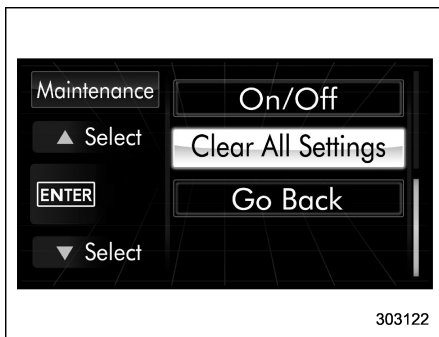 Maintenance
▲ Select
ENTER
▼ Select
On/Off
Clear All Settings
Go Back
303122